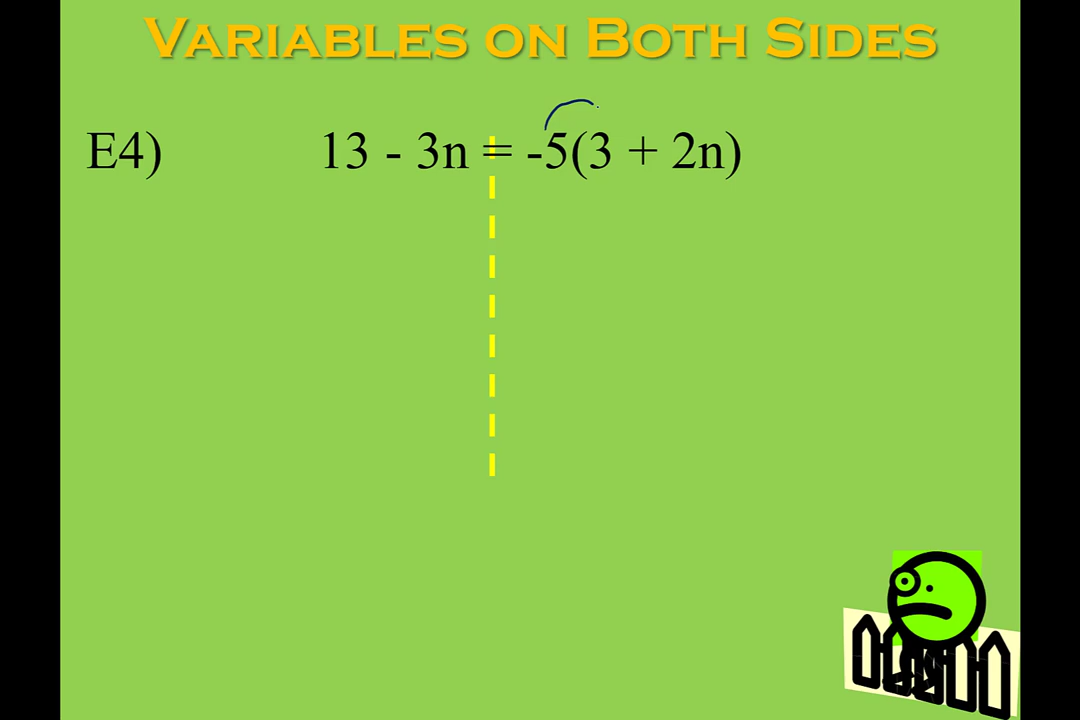 VARIABLES ON BOTH SIDES
E4) 13 - 3n = -5(3 + 2n)